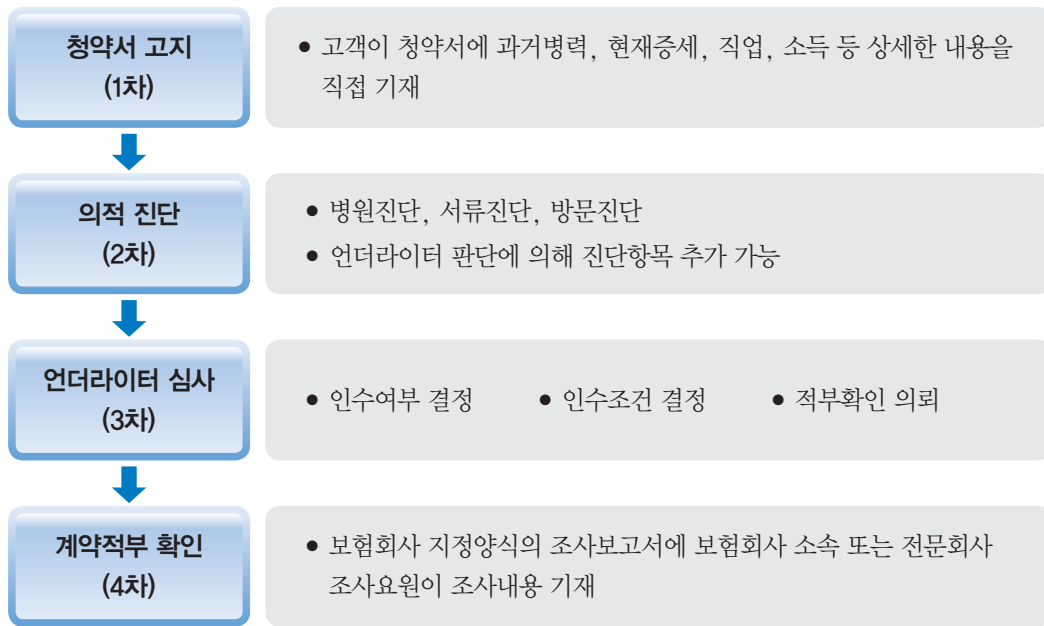 청약서 고지
(1차)
● 고객이 청약서에 과거병력, 현재증세, 직업, 소득 등 상세한 내용을
직접 기재
의적 진단
(2차)
● 병원진단, 서류진단, 방문진단
● 언더라이터 판단에 의해 진단항목 추가 가능
언더라이터 심사
(3차)
● 인수여부 결정 ● 인수조건 결정 ● 적부확인 의뢰
계약적부 확인
(4차)
● 보험회사 지정양식의 조사보고서에 보험회사 소속 또는 전문회사
조사요원이 조사내용 기재